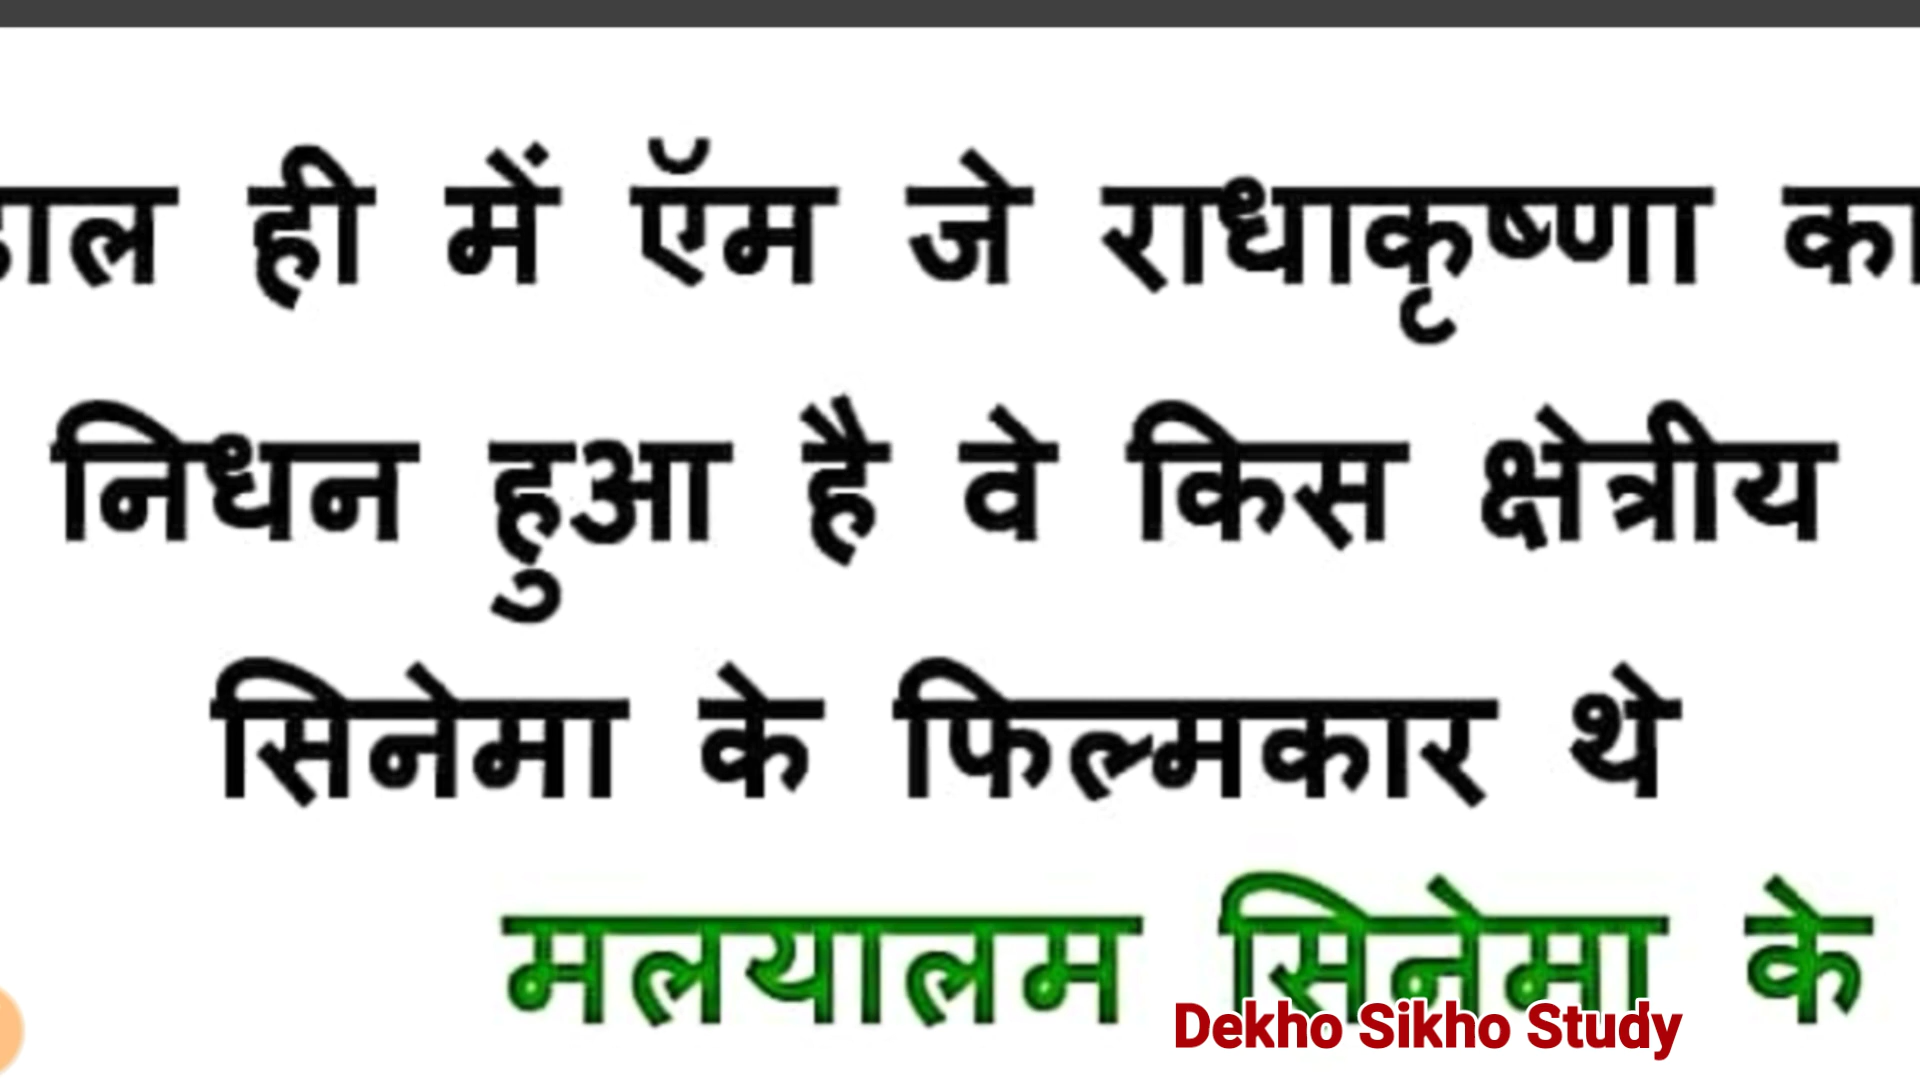 हाल ही में ऍम जे राधाकृष्णा का
निधन हुआ है वे किस क्षेत्रीय
सिनेमा के फिल्मकार थे
मलयालम सिनेमा के
Dekho Sikho Study